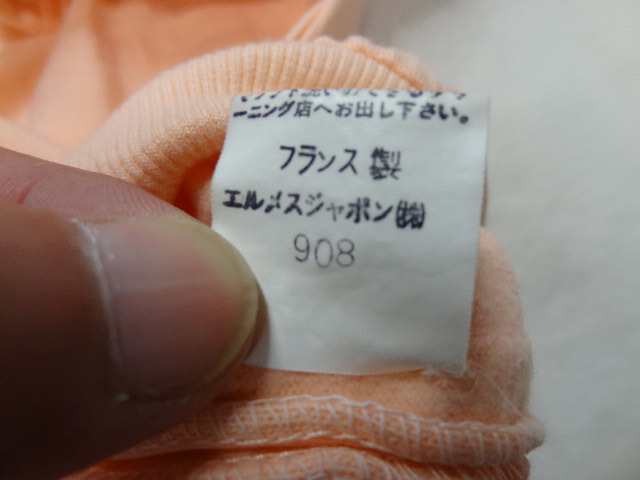 ーニング店へお出し下さい。
フランス製
エルメスジャポン㈱
908